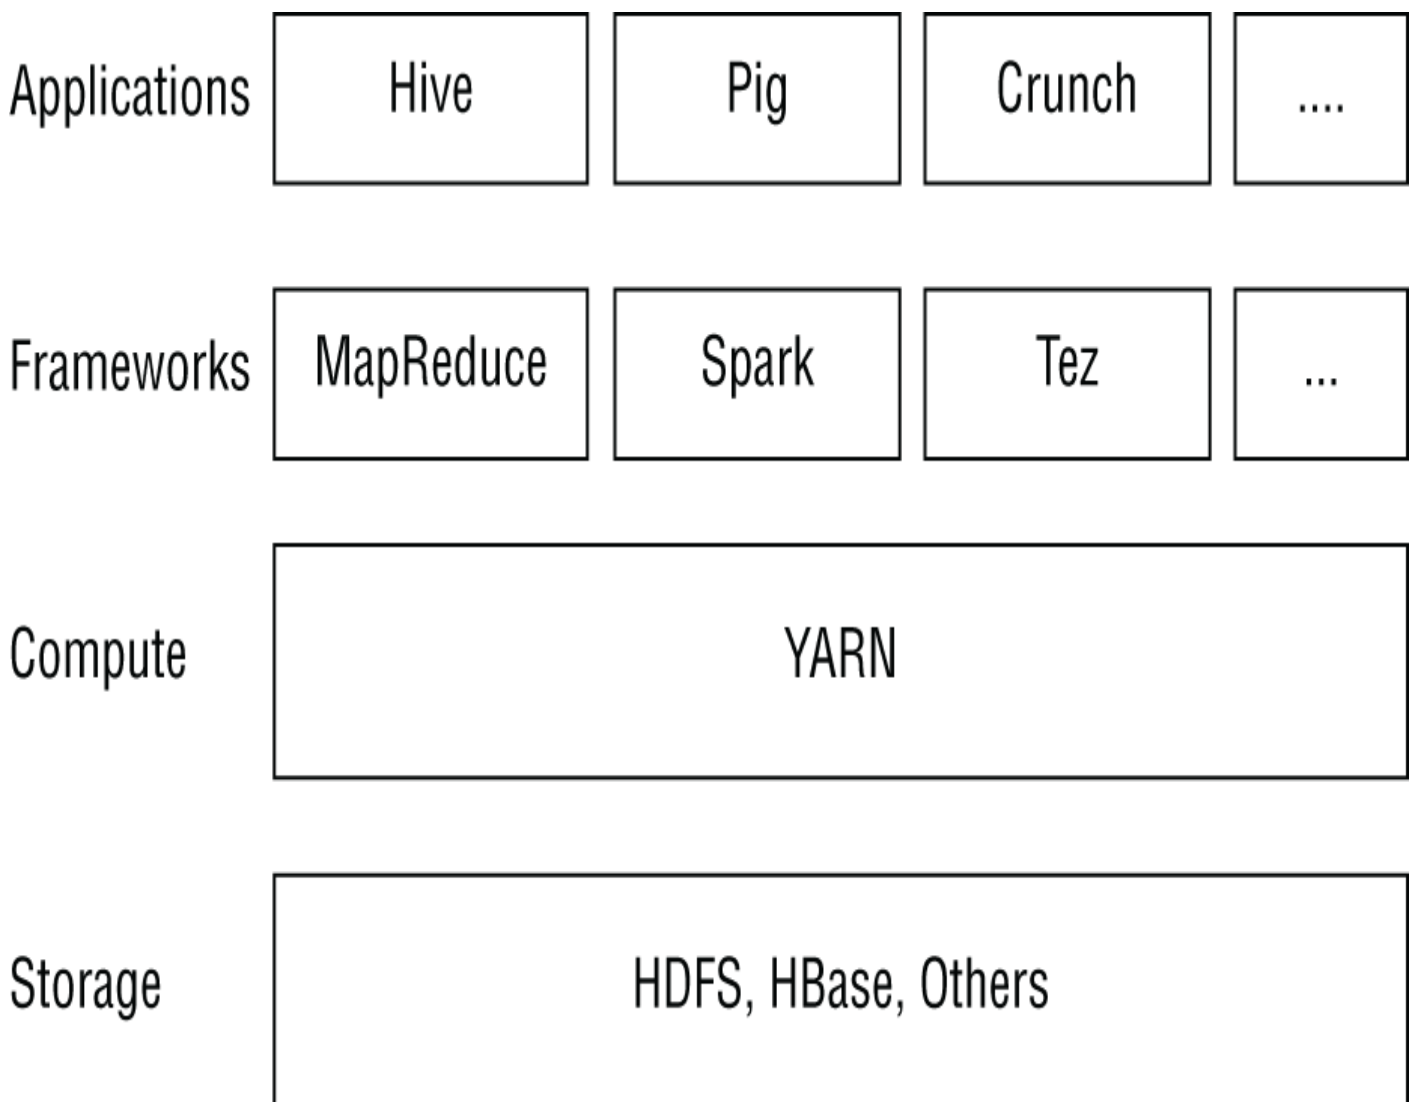 Applications Hive Pig Crunch ....
Frameworks MapReduce Spark Tez ...
Compute YARN
Storage HDFS, HBase, Others